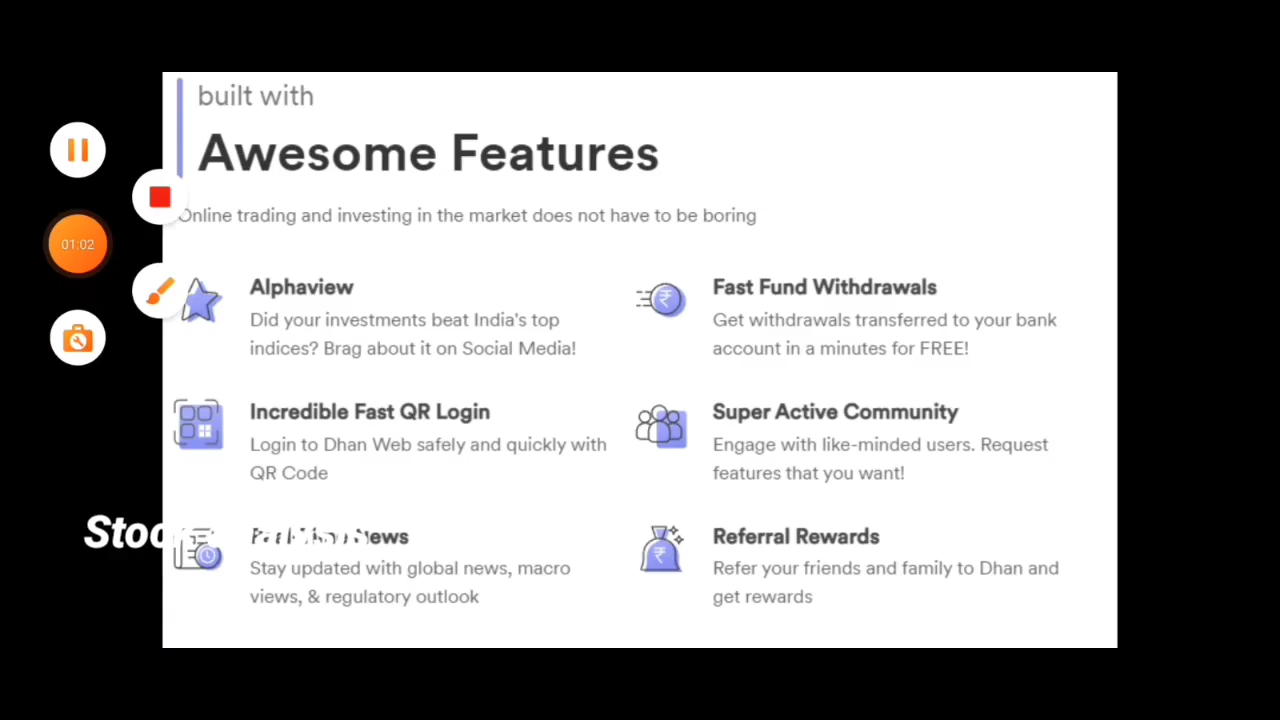 built with
Awesome Features
Online trading and investing in the market does not have to be boring
01:02
Alphaview
Did your investments beat India's top
indices? Brag about it on Social Media!
Fast Fund Withdrawals
Get withdrawals transferred to your bank
account in a minutes for FREE!
Incredible Fast QR Login
Login to Dhan Web safely and quickly with
QR Code
Super Active Community
Engage with like-minded users. Request
features that you want!
News
Stay updated with global news, macro
views, & regulatory outlook
Referral Rewards
Refer your friends and family to Dhan and
get rewards